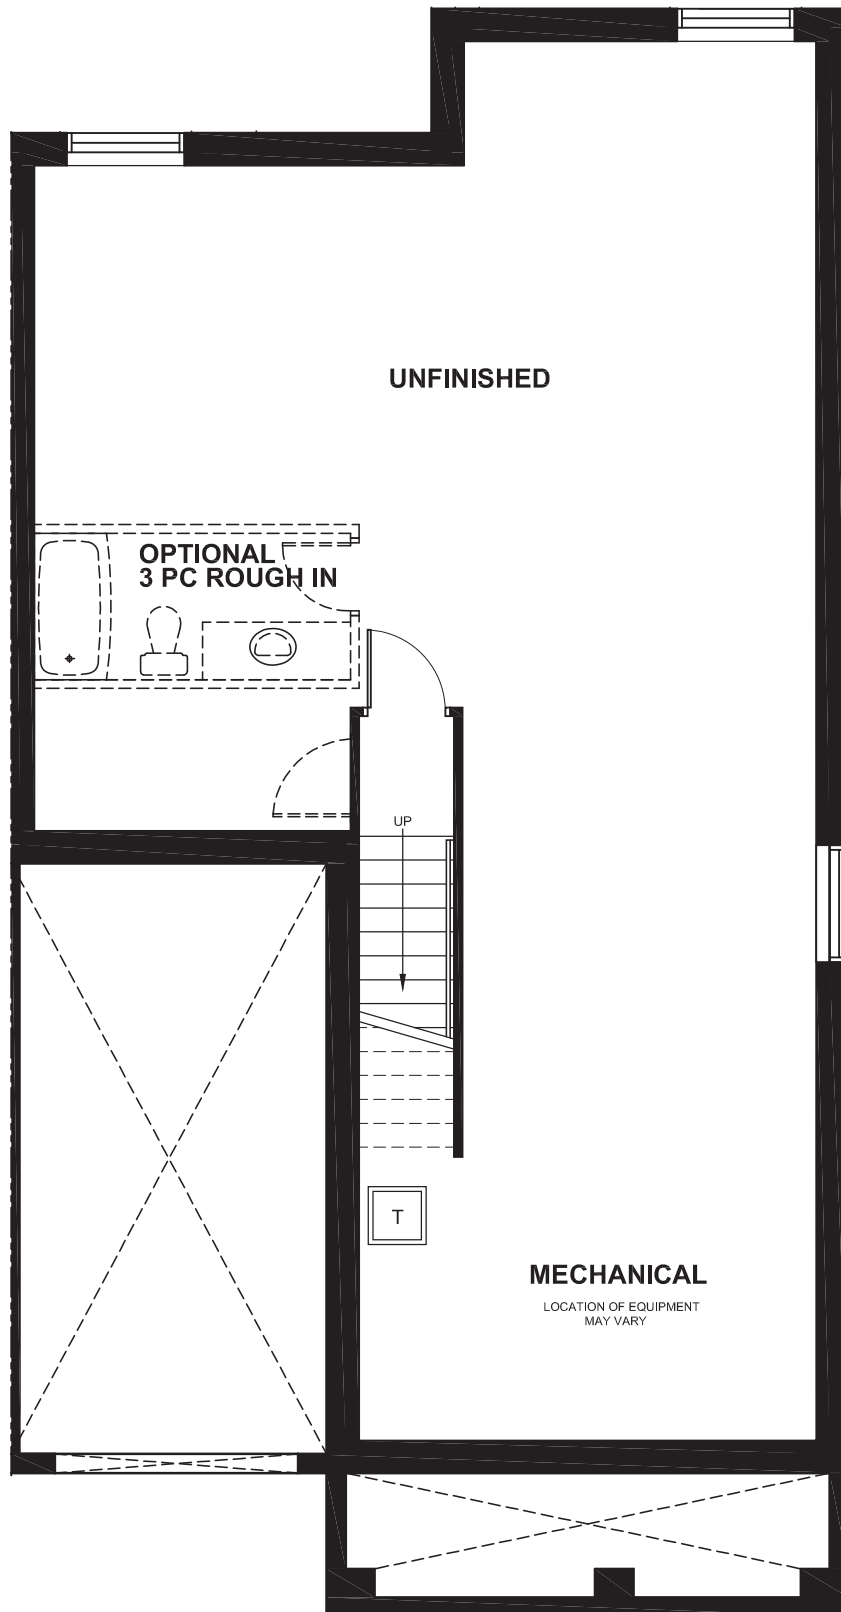 UNFINISHED
OPTIONAL
3 PC ROUGH IN
UP
T
MECHANICAL
LOCATION OF EQUIPMENT
MAY VARY